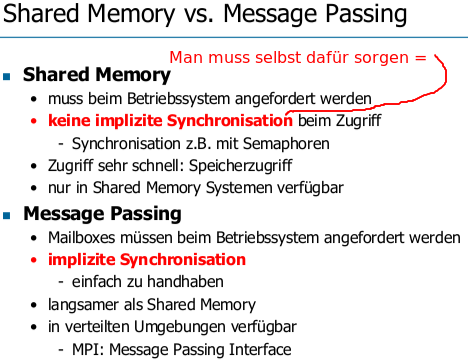 Shared Memory vs. Message Passing
Man muss selbst dafür sorgen =
Shared Memory
muss beim Betriebssystem angefordert werden
keine implizite Synchronisation beim Zugriff
- Synchronisation z.B. mit Semaphoren
Zugriff sehr schnell: Speicherzugriff
nur in Shared Memory Systemen verfügbar
Message Passing
Mailboxes müssen beim Betriebssystem angefordert werden
implizite Synchronisation
- einfach zu handhaben
langsamer als Shared Memory
in verteilten Umgebungen verfügbar
- MPI: Message Passing Interface